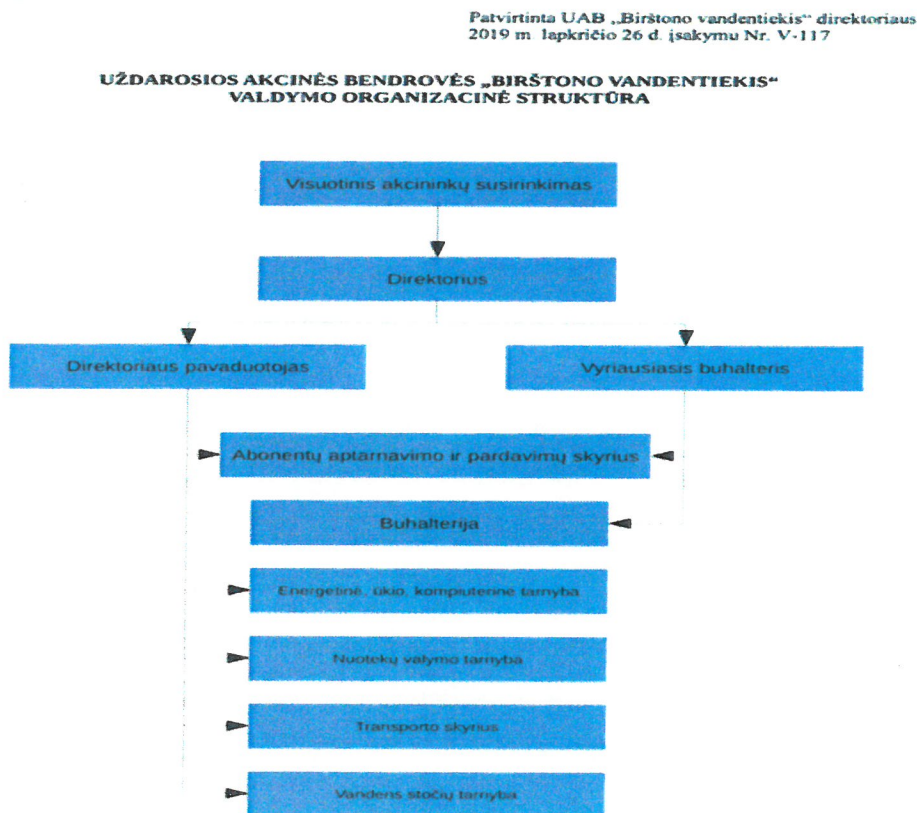 Patvirtinta UAB „Birštono vandentiekis“ direktoriaus
2019 m. lapkričio 26 d. įsakymu Nr. V-117
UŽDAROSIOS AKCINĖS BENDROVĖS „BIRŠTONO VANDENTIEKIS“
VALDYMO ORGANIZACINĖ STRUKTŪRA
Visuotinis akcininkų susirinkimas
Direktorius
Direktoriaus pavaduotojas
Vyriausiasis buhalteris
Abonentų aptarnavimo ir pardavimų skyrius
Buhalterija
Energetinė, ūkio, kompiuterinė tarnyba
Nuotekų valymo tarnyba
Transporto skyrius
Vandens stočių tarnyba